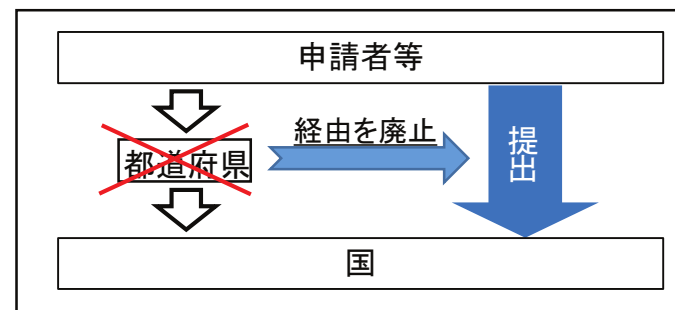 申請者等
経由を廃止
都道府県
提出
国